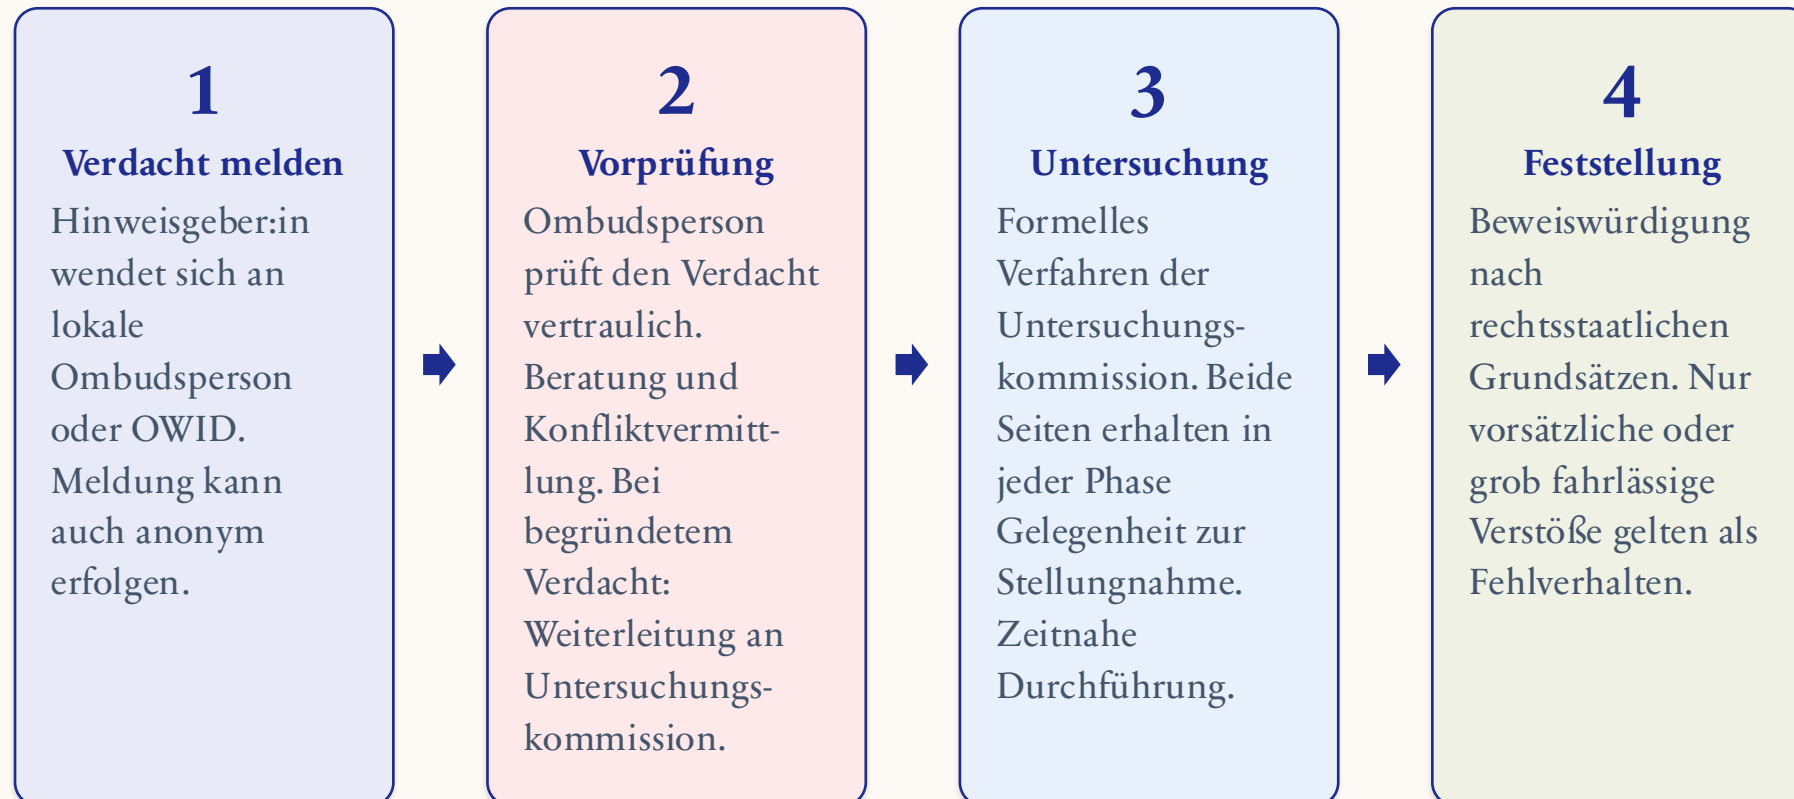 1
Verdacht melden
Hinweisgeber:in
wendet sich an
lokale
Ombudsperson
oder OWID.
Meldung kann
auch anonym
erfolgen.
2
Vorprüfung
Ombudsperson
prüft den Verdacht
vertraulich.
Beratung und
Konfliktvermitt-
lung. Bei
begründetem
Verdacht:
Weiterleitung an
Untersuchungs-
kommission.
3
Untersuchung
Formelles
Verfahren der
Untersuchungs-
kommission. Beide
Seiten erhalten in
jeder Phase
Gelegenheit zur
Stellungnahme.
Zeitnahe
Durchführung.
4
Feststellung
Beweiswürdigung
nach
rechtsstaatlichen
Grundsätzen. Nur
vorsätzliche oder
grob fahrlässige
Verstöße gelten als
Fehlverhalten.